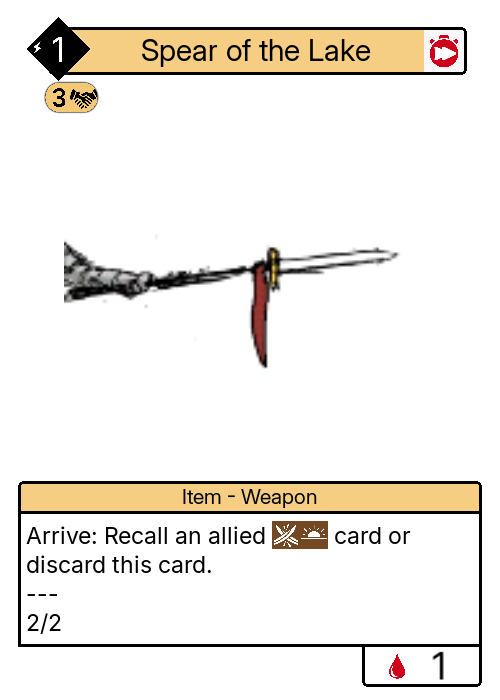 1
Spear of the Lake
3
Item - Weapon
Arrive: Recall an allied card or
discard this card.
---
2/2
1